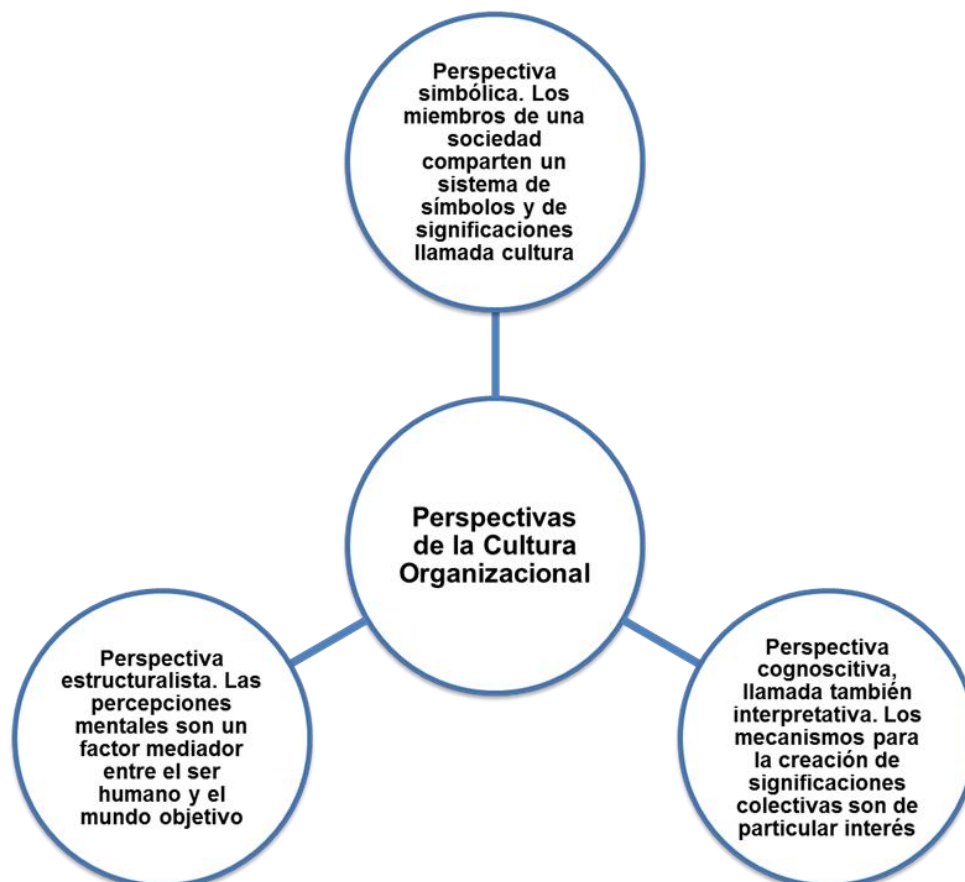 Perspectiva
simbólica. Los
miembros de una
sociedad
comparten un
sistema de
símbolos y de
significaciones
llamada cultura
Perspectivas
de la Cultura
Organizacional
Perspectiva
estructuralista. Las
percepciones
mentales son un
factor mediador
entre el ser
humano y el
mundo objetivo
Perspectiva
cognoscitiva,
llamada también
interpretativa. Los
mecanismos para
la creación de
significaciones
colectivas son de
particular interés